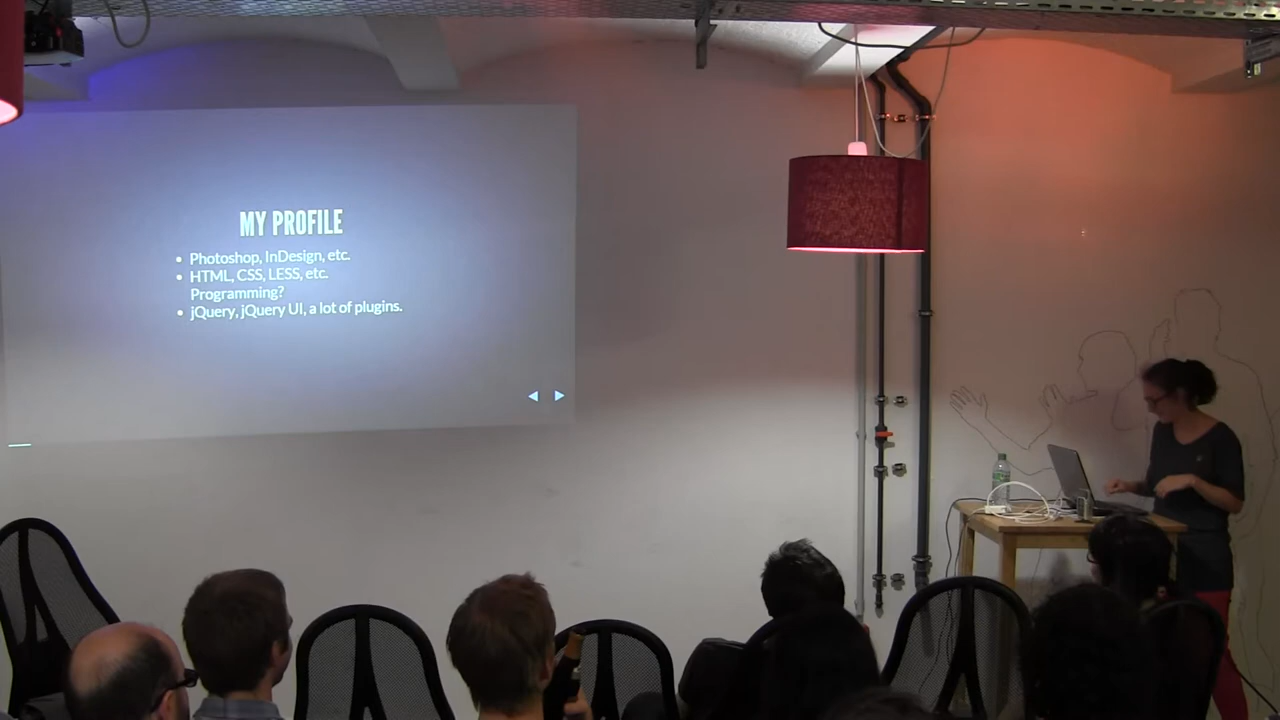 MY PROFILE
Photoshop, InDesign, etc.
HTML, CSS, LESS, etc.
Programming?
jQuery, jQuery UI, a lot of plugins.